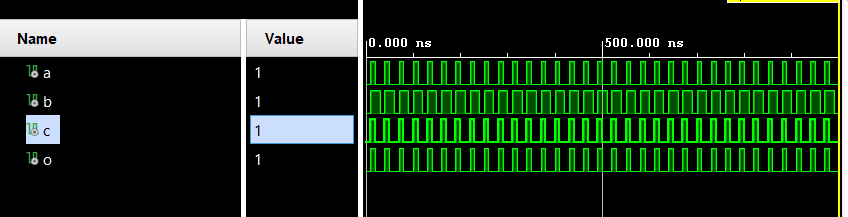 Name Value
0.000 ns 500.000 ns
a 1
b 1
c 1
o 1